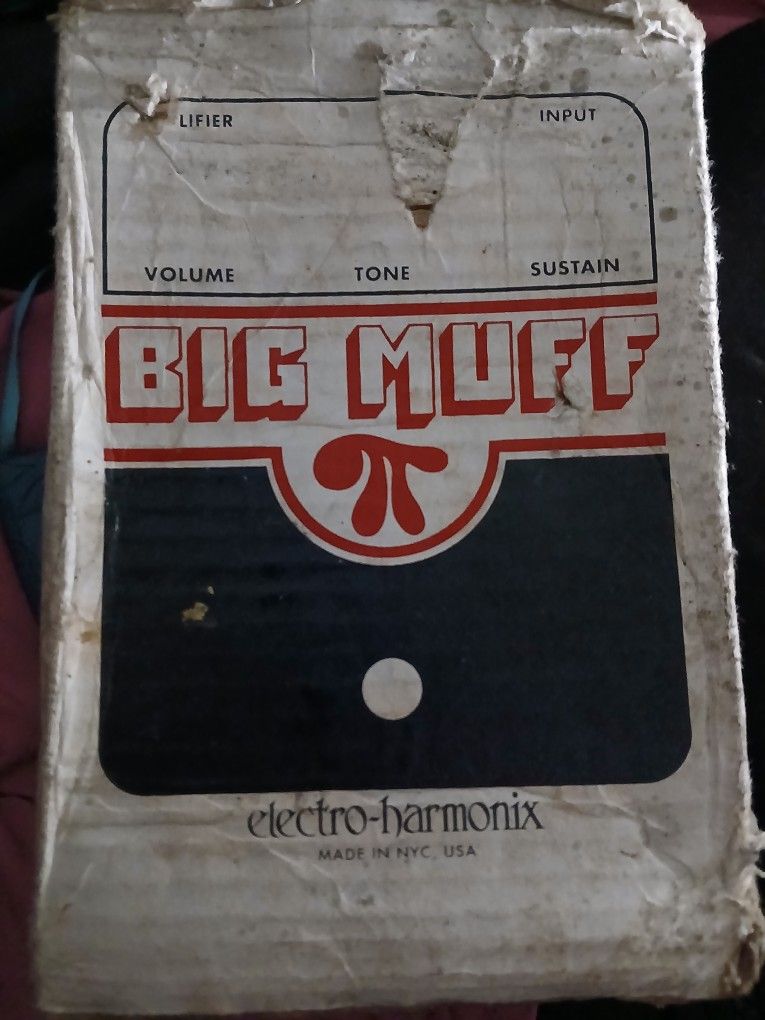 LIFIER INPUT
VOLUME TONE SUSTAIN
BIG MUFF
π
electro-harmonix
MADE IN NYC, USA